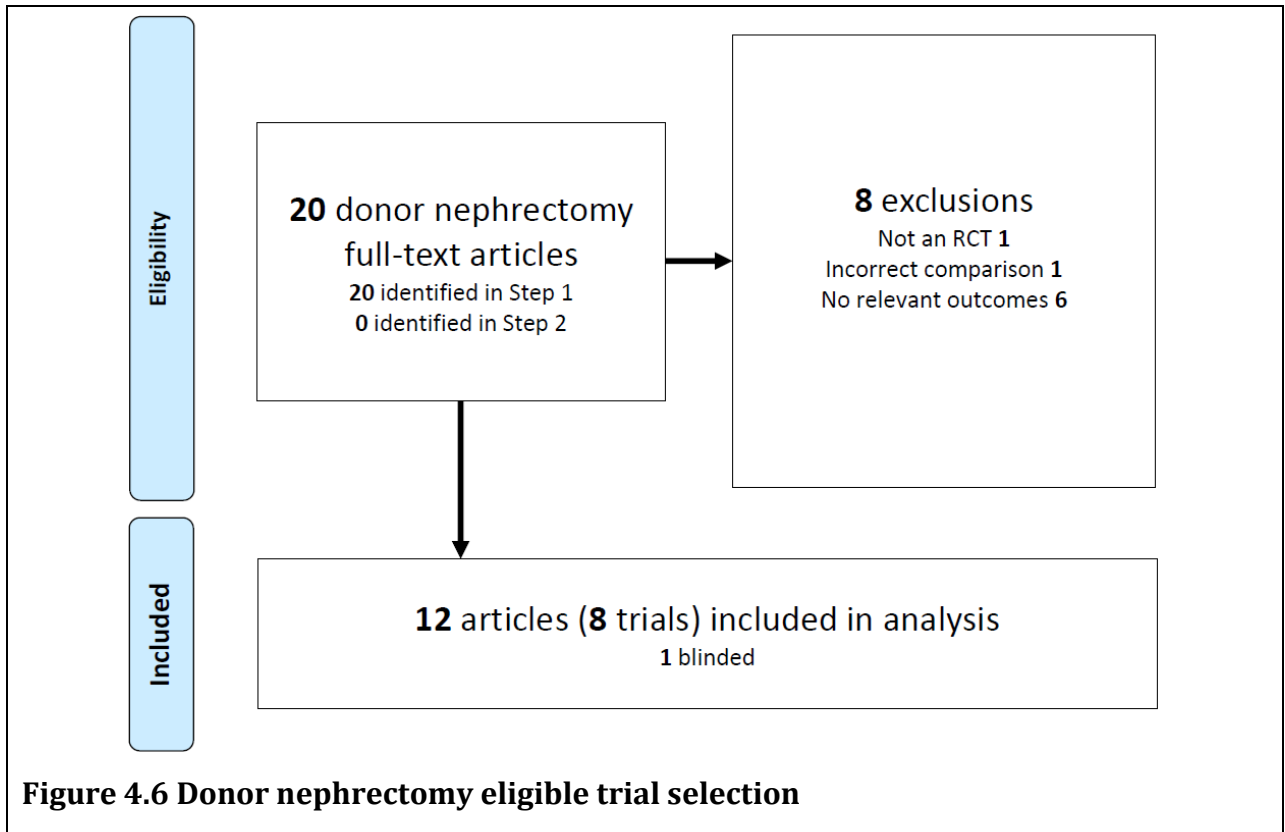 Eligibility
20 donor nephrectomy
full-text articles
20 identified in Step 1
0 identified in Step 2
8 exclusions
Not an RCT 1
Incorrect comparison 1
No relevant outcomes 6
Included
12 articles (8 trials) included in analysis
1 blinded
Figure 4.6 Donor nephrectomy eligible trial selection